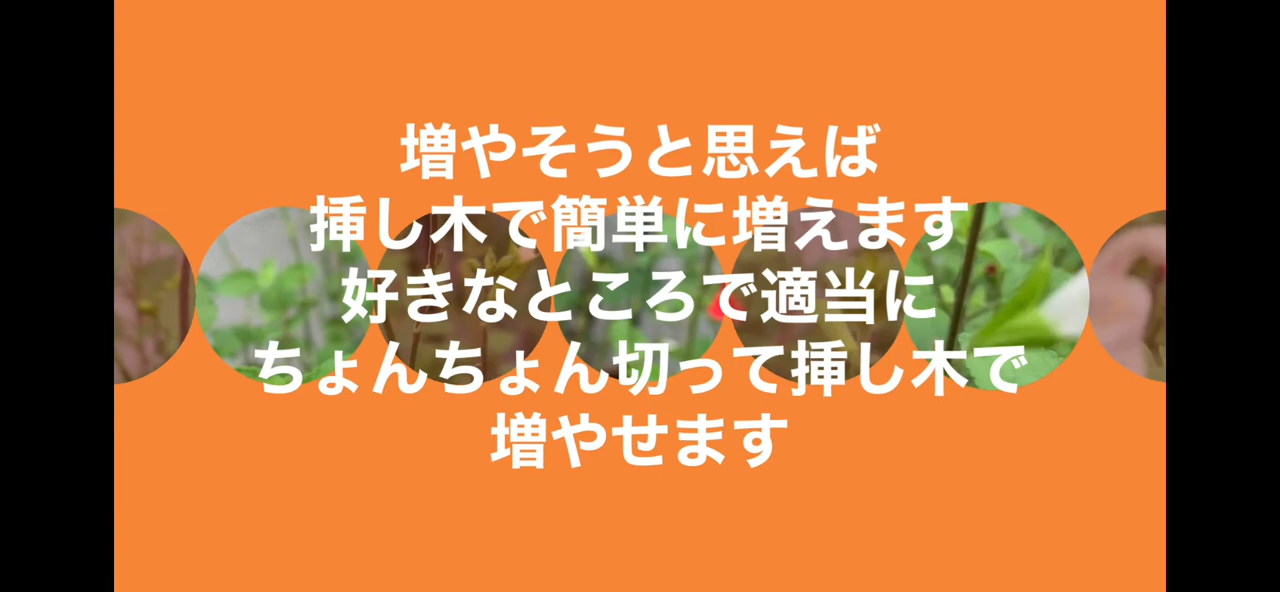 増やそうと思えば
挿し木で簡単に増えます
好きなところで適当に
ちょんちょん切って挿し木で
増やせます